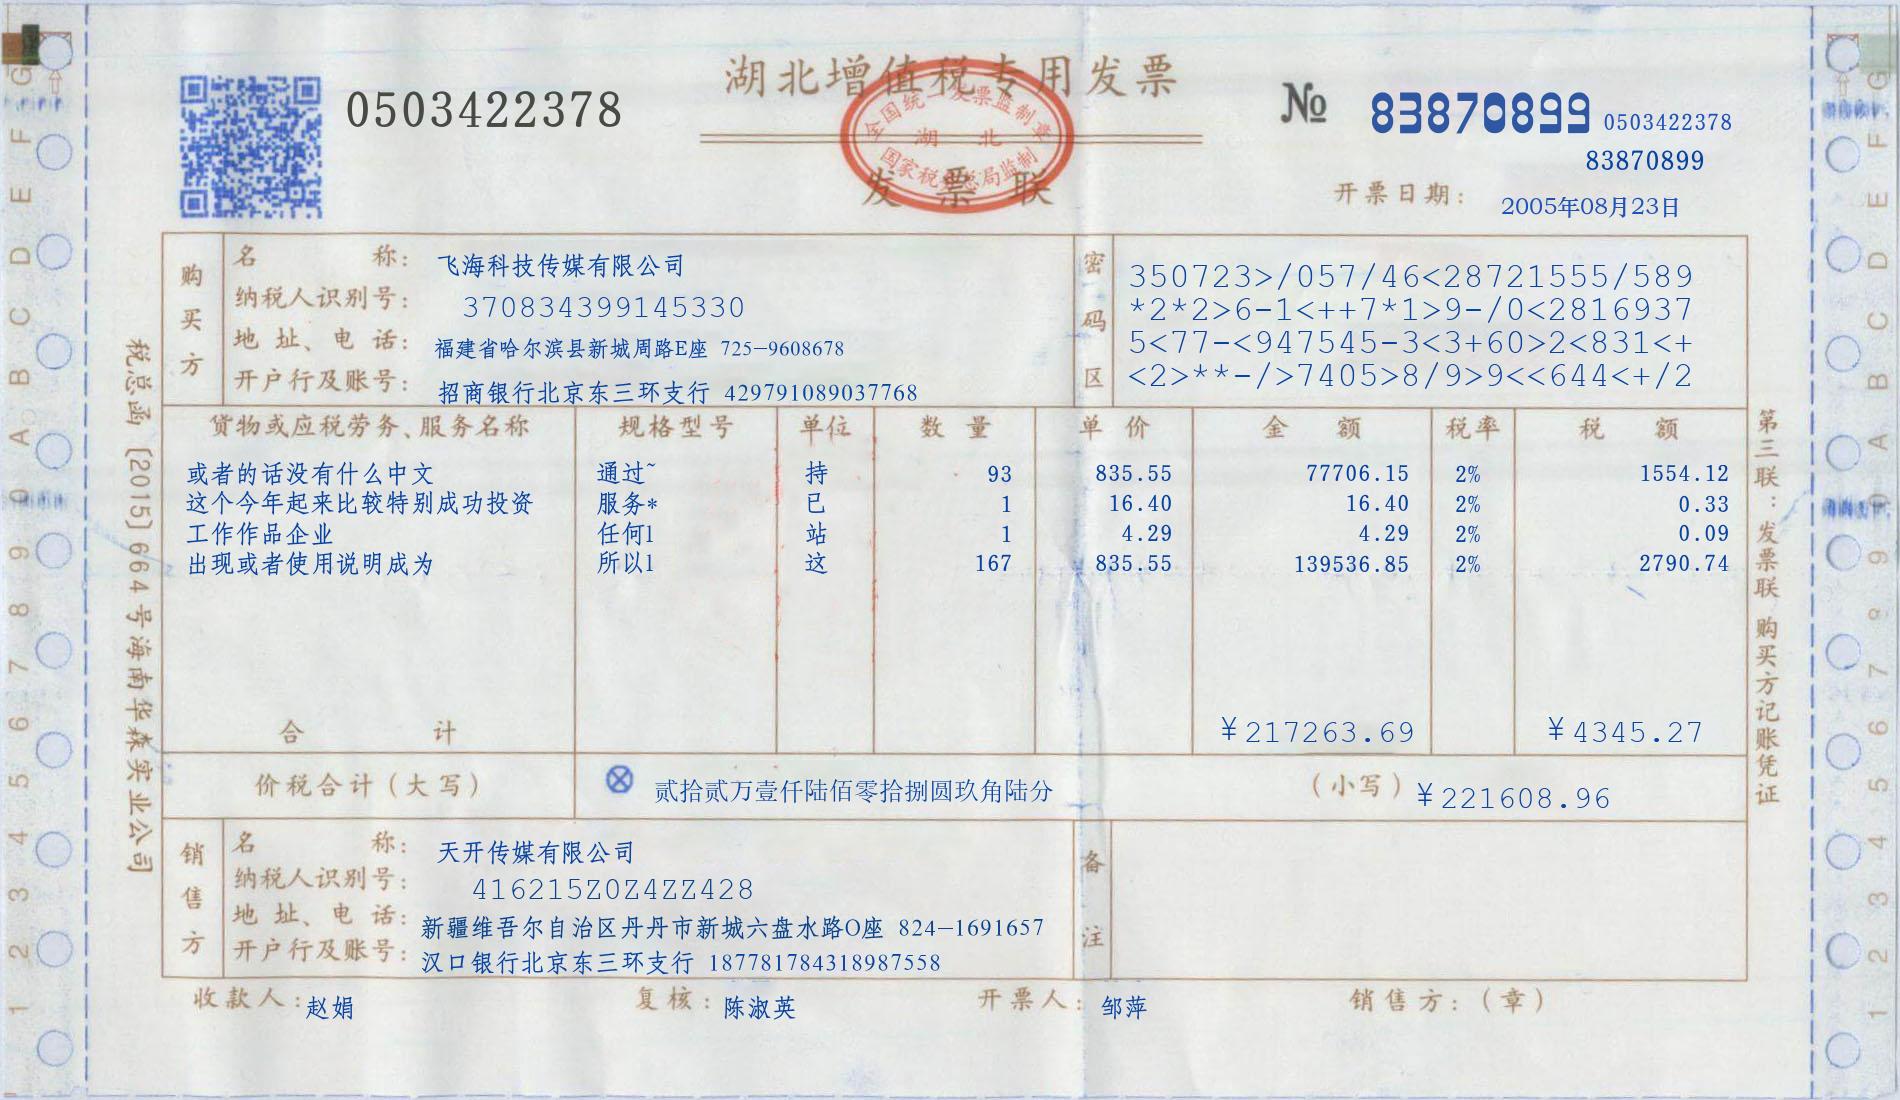 湖北增值税专用发票
全国统一发票监制章
湖 北
国家税务总局监制
发票联
0503422378
№ 83870899 0503422378
83870899
开票日期: 2005年08月23日
购买方
名称: 飞海科技传媒有限公司
纳税人识别号: 370834399145330
地址、电话: 福建省哈尔滨县新城周路E座 725-9608678
开户行及账号: 招商银行北京东三环支行 429791089037768
密码区
350723>/057/46<28721555/589
*2*2>6-1<++7*1>9-/0<2816937
5<77-<947545-3<3+60>2<831<+
<2>**-/>7405>8/9>9<<644<+/2
货物或应税劳务、服务名称 规格型号 单位 数量 单价 金额 税率 税额
或者的话没有什么中文 通过~ 持 93 835.55 77706.15 2% 1554.12
这个今年起来比较特别成功投资 服务* 已 1 16.40 16.40 2% 0.33
工作作品企业 任何l 站 1 4.29 4.29 2% 0.09
出现或者使用说明成为 所以l 这 167 835.55 139536.85 2% 2790.74
合计 ¥217263.69 ¥4345.27
价税合计(大写) ⊗ 贰拾贰万壹仟陆佰零拾捌圆玖角陆分 (小写) ¥221608.96
销售方
名称: 天开传媒有限公司
纳税人识别号: 416215Z0Z4ZZ428
地址、电话: 新疆维吾尔自治区丹丹市新城六盘水路O座 824-1691657
开户行及账号: 汉口银行北京东三环支行 187781784318987558
备注
收款人: 赵娟 复核: 陈淑英 开票人: 邹萍 销售方:(章)
税总函[2015]664号海南华森实业公司
第三联:发票联 购买方记账凭证
G F E D C B A 0 9 8 7 6 5 4 3 2 1
G F E D C B A 0 9 8 7 6 5 4 3 2 1